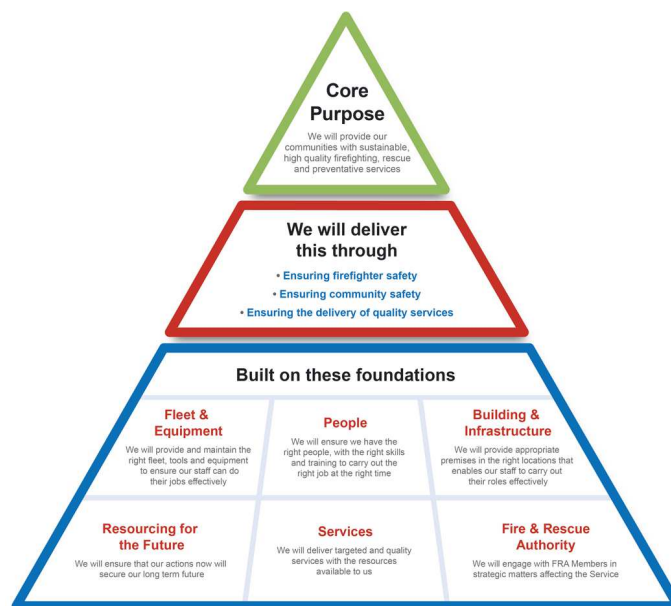 Core
Purpose
We will provide our
communities with sustainable,
high quality firefighting, rescue
and preventative services
We will deliver
this through
• Ensuring firefighter safety
• Ensuring community safety
• Ensuring the delivery of quality services
Built on these foundations
Fleet &
Equipment
We will provide and maintain the
right fleet, tools and equipment
to ensure our staff can do
their jobs effectively
People
We will ensure we have the
right people, with the right skills
and training to carry out the
right job at the right time
Building &
Infrastructure
We will provide appropriate
premises in the right locations that
enables our staff to carry out
their roles effectively
Resourcing for
the Future
We will ensure that our actions now will
secure our long term future
Services
We will deliver targeted and quality
services with the resources
available to us
Fire & Rescue
Authority
We will engage with FRA Members in
strategic matters affecting the Service